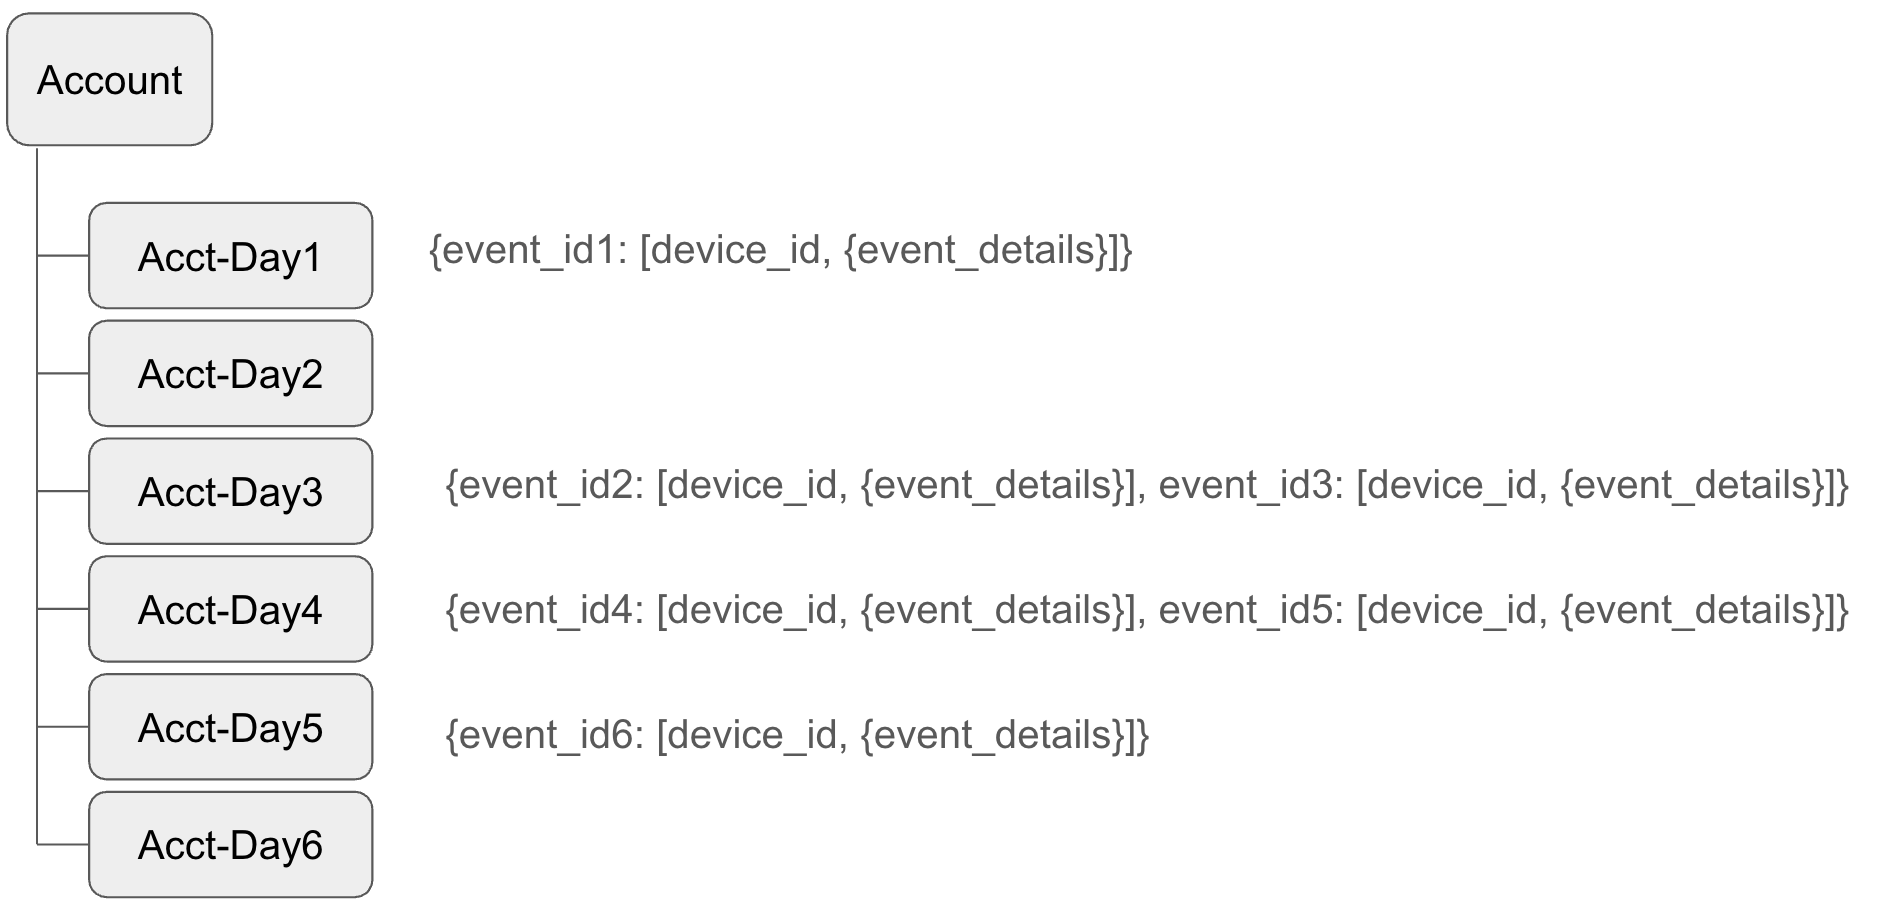 Account
Acct-Day1
{event_id1: [device_id, {event_details}]}
Acct-Day2
Acct-Day3
{event_id2: [device_id, {event_details}], event_id3: [device_id, {event_details}]}
Acct-Day4
{event_id4: [device_id, {event_details}], event_id5: [device_id, {event_details}]}
Acct-Day5
{event_id6: [device_id, {event_details}]}
Acct-Day6